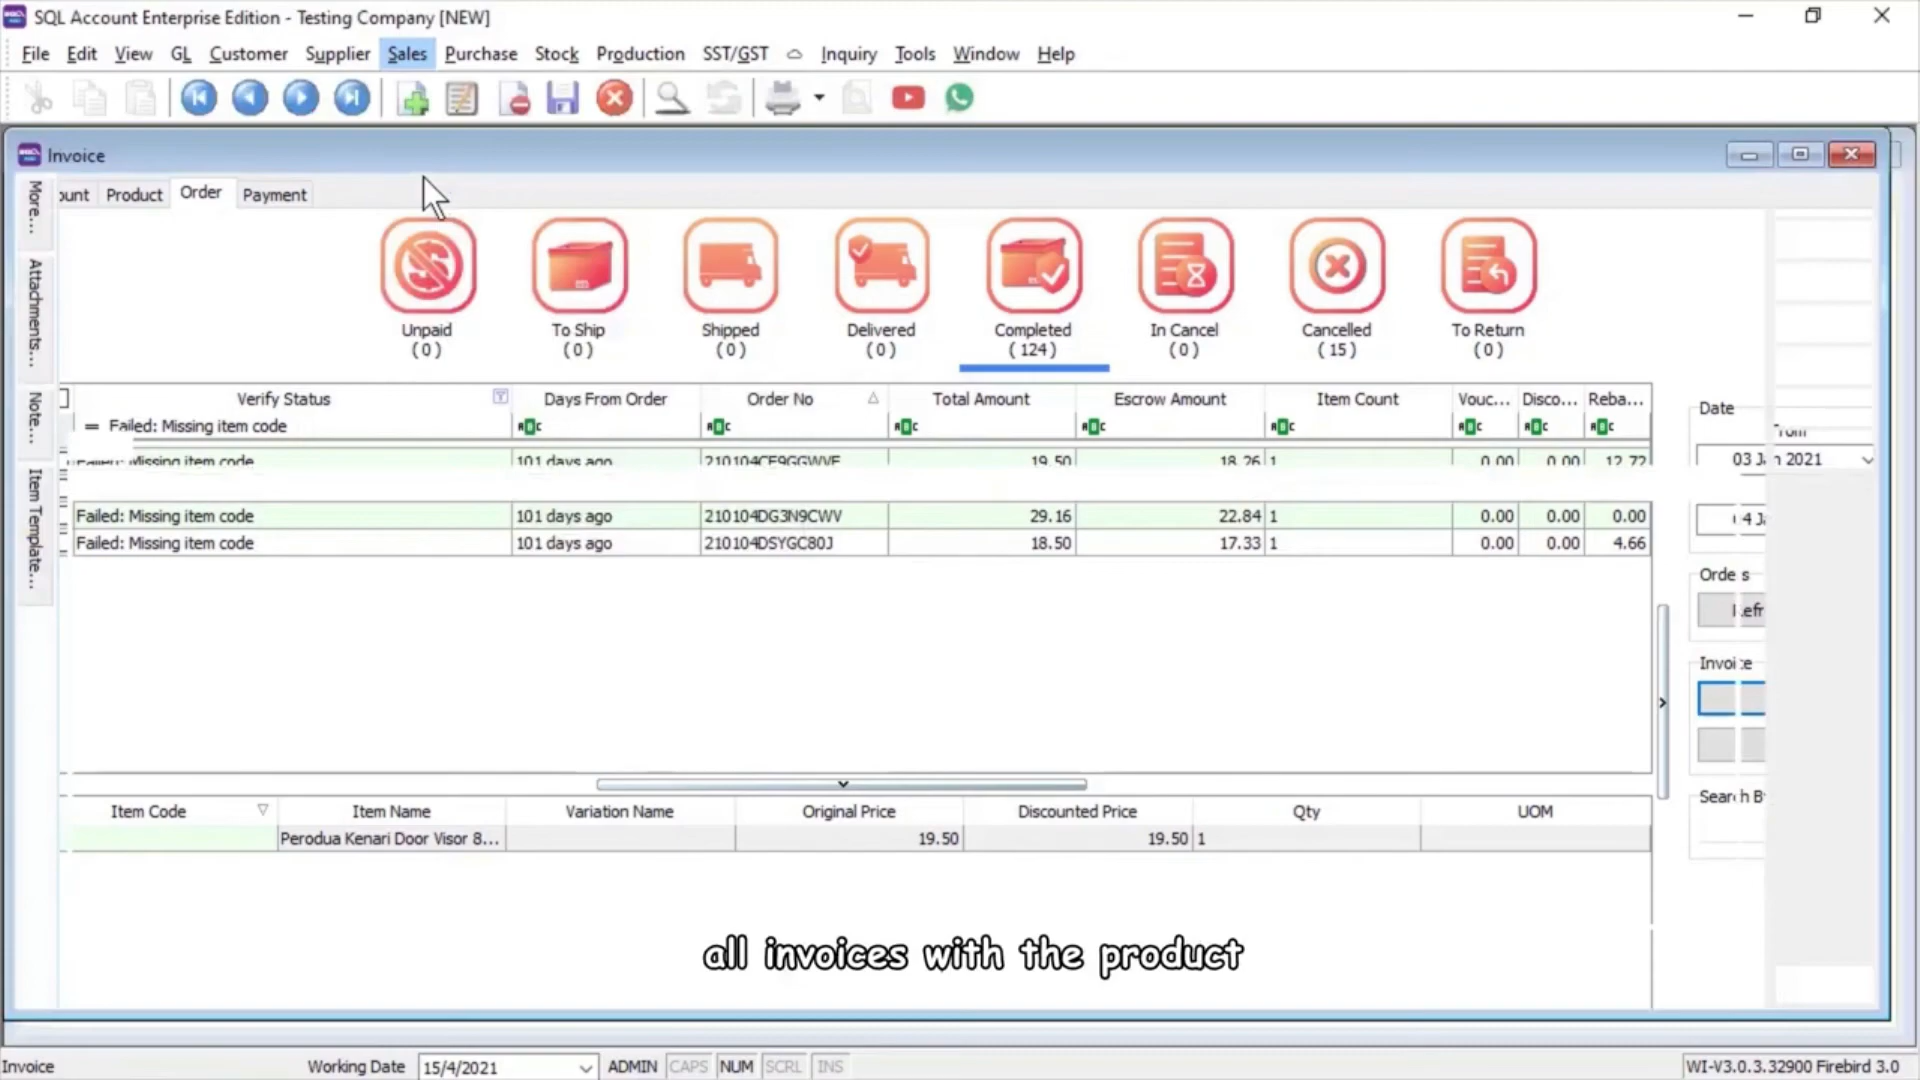 SQL Account Enterprise Edition - Testing Company [NEW]
File Edit View GL Customer Supplier Sales Purchase Stock Production SST/GST Inquiry Tools Window Help
Invoice
More...
Attachments...
Note...
Item Template...
ount Product Order Payment
Unpaid To Ship Shipped Delivered Completed In Cancel Cancelled To Return
(0) (0) (0) (0) (124) (0) (15) (0)
Verify Status Days From Order Order No Total Amount Escrow Amount Item Count Vouc... Disco... Reba...
= Failed: Missing item code
Failed: Missing item code 101 days ago 19.50 18.26 1 0.00 0.00 12.72
Failed: Missing item code 101 days ago 210104DG3N9CWV 29.16 22.84 1 0.00 0.00 0.00
Failed: Missing item code 101 days ago 210104DSYGC80J 18.50 17.33 1 0.00 0.00 4.66
Date
2021
Invoice
Item Code Item Name Variation Name Original Price Discounted Price Qty UOM
Perodua Kenari Door Visor 8... 19.50 19.50 1
all invoices with the product
Invoice Working Date 15/4/2021 ADMIN CAPS NUM SCRL INS WI-V3.0.3.32900 Firebird 3.0